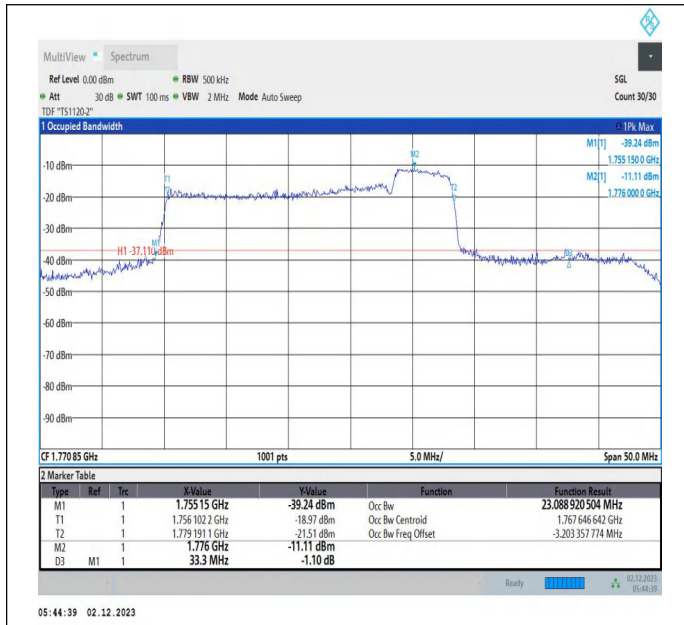 R S
MultiView Spectrum
Ref Level 0.00 dBm RBW 500 kHz SGL
Att 30 dB SWT 100 ms VBW 2 MHz Mode Auto Sweep Count 30/30
TDF "TS1120-2"
1 Occupied Bandwidth 1Pk Max
M1[1] -39.24 dBm
1.755 150 0 GHz
M2[1] -11.11 dBm
1.776 000 0 GHz
M2
-10 dBm
T1
T2
-20 dBm
-30 dBm
M1
H1 -37.110 dBm
D3
-40 dBm
-50 dBm
-60 dBm
-70 dBm
-80 dBm
-90 dBm
CF 1.770 85 GHz 1001 pts 5.0 MHz/ Span 50.0 MHz
2 Marker Table
Type Ref Trc X-Value Y-Value Function Function Result
M1 1 1.755 15 GHz -39.24 dBm Occ Bw 23.088 920 504 MHz
T1 1 1.756 102 2 GHz -18.97 dBm Occ Bw Centroid 1.767 646 642 GHz
T2 1 1.779 191 1 GHz -21.51 dBm Occ Bw Freq Offset -3.203 357 774 MHz
M2 1 1.776 GHz -11.11 dBm
D3 M1 1 33.3 MHz -1.10 dB
Ready 02.12.2023
05:44:39
05:44:39 02.12.2023